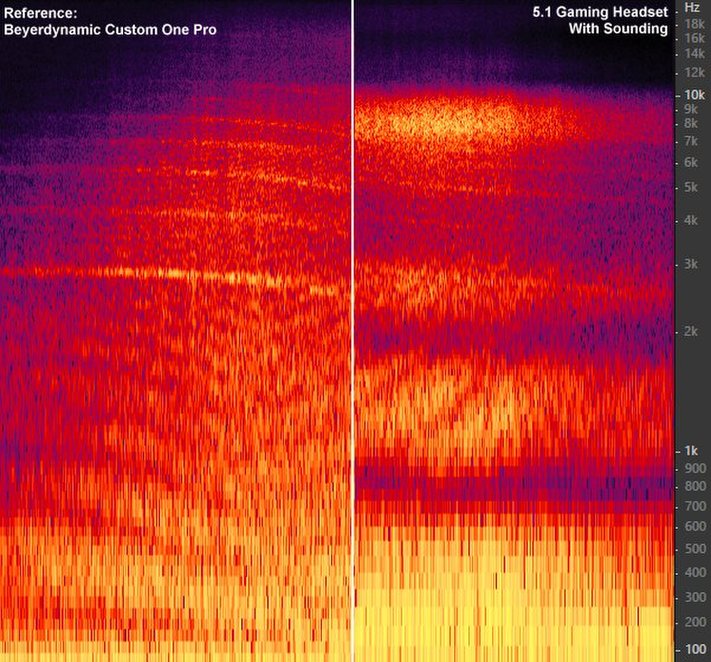 Reference:
Beyerdynamic Custom One Pro
5.1 Gaming Headset
With Sounding
Hz
18k
16k
14k
12k
10k
9k
8k
7k
6k
5k
4k
3k
2k
1k
900
800
700
600
500
400
300
200
100